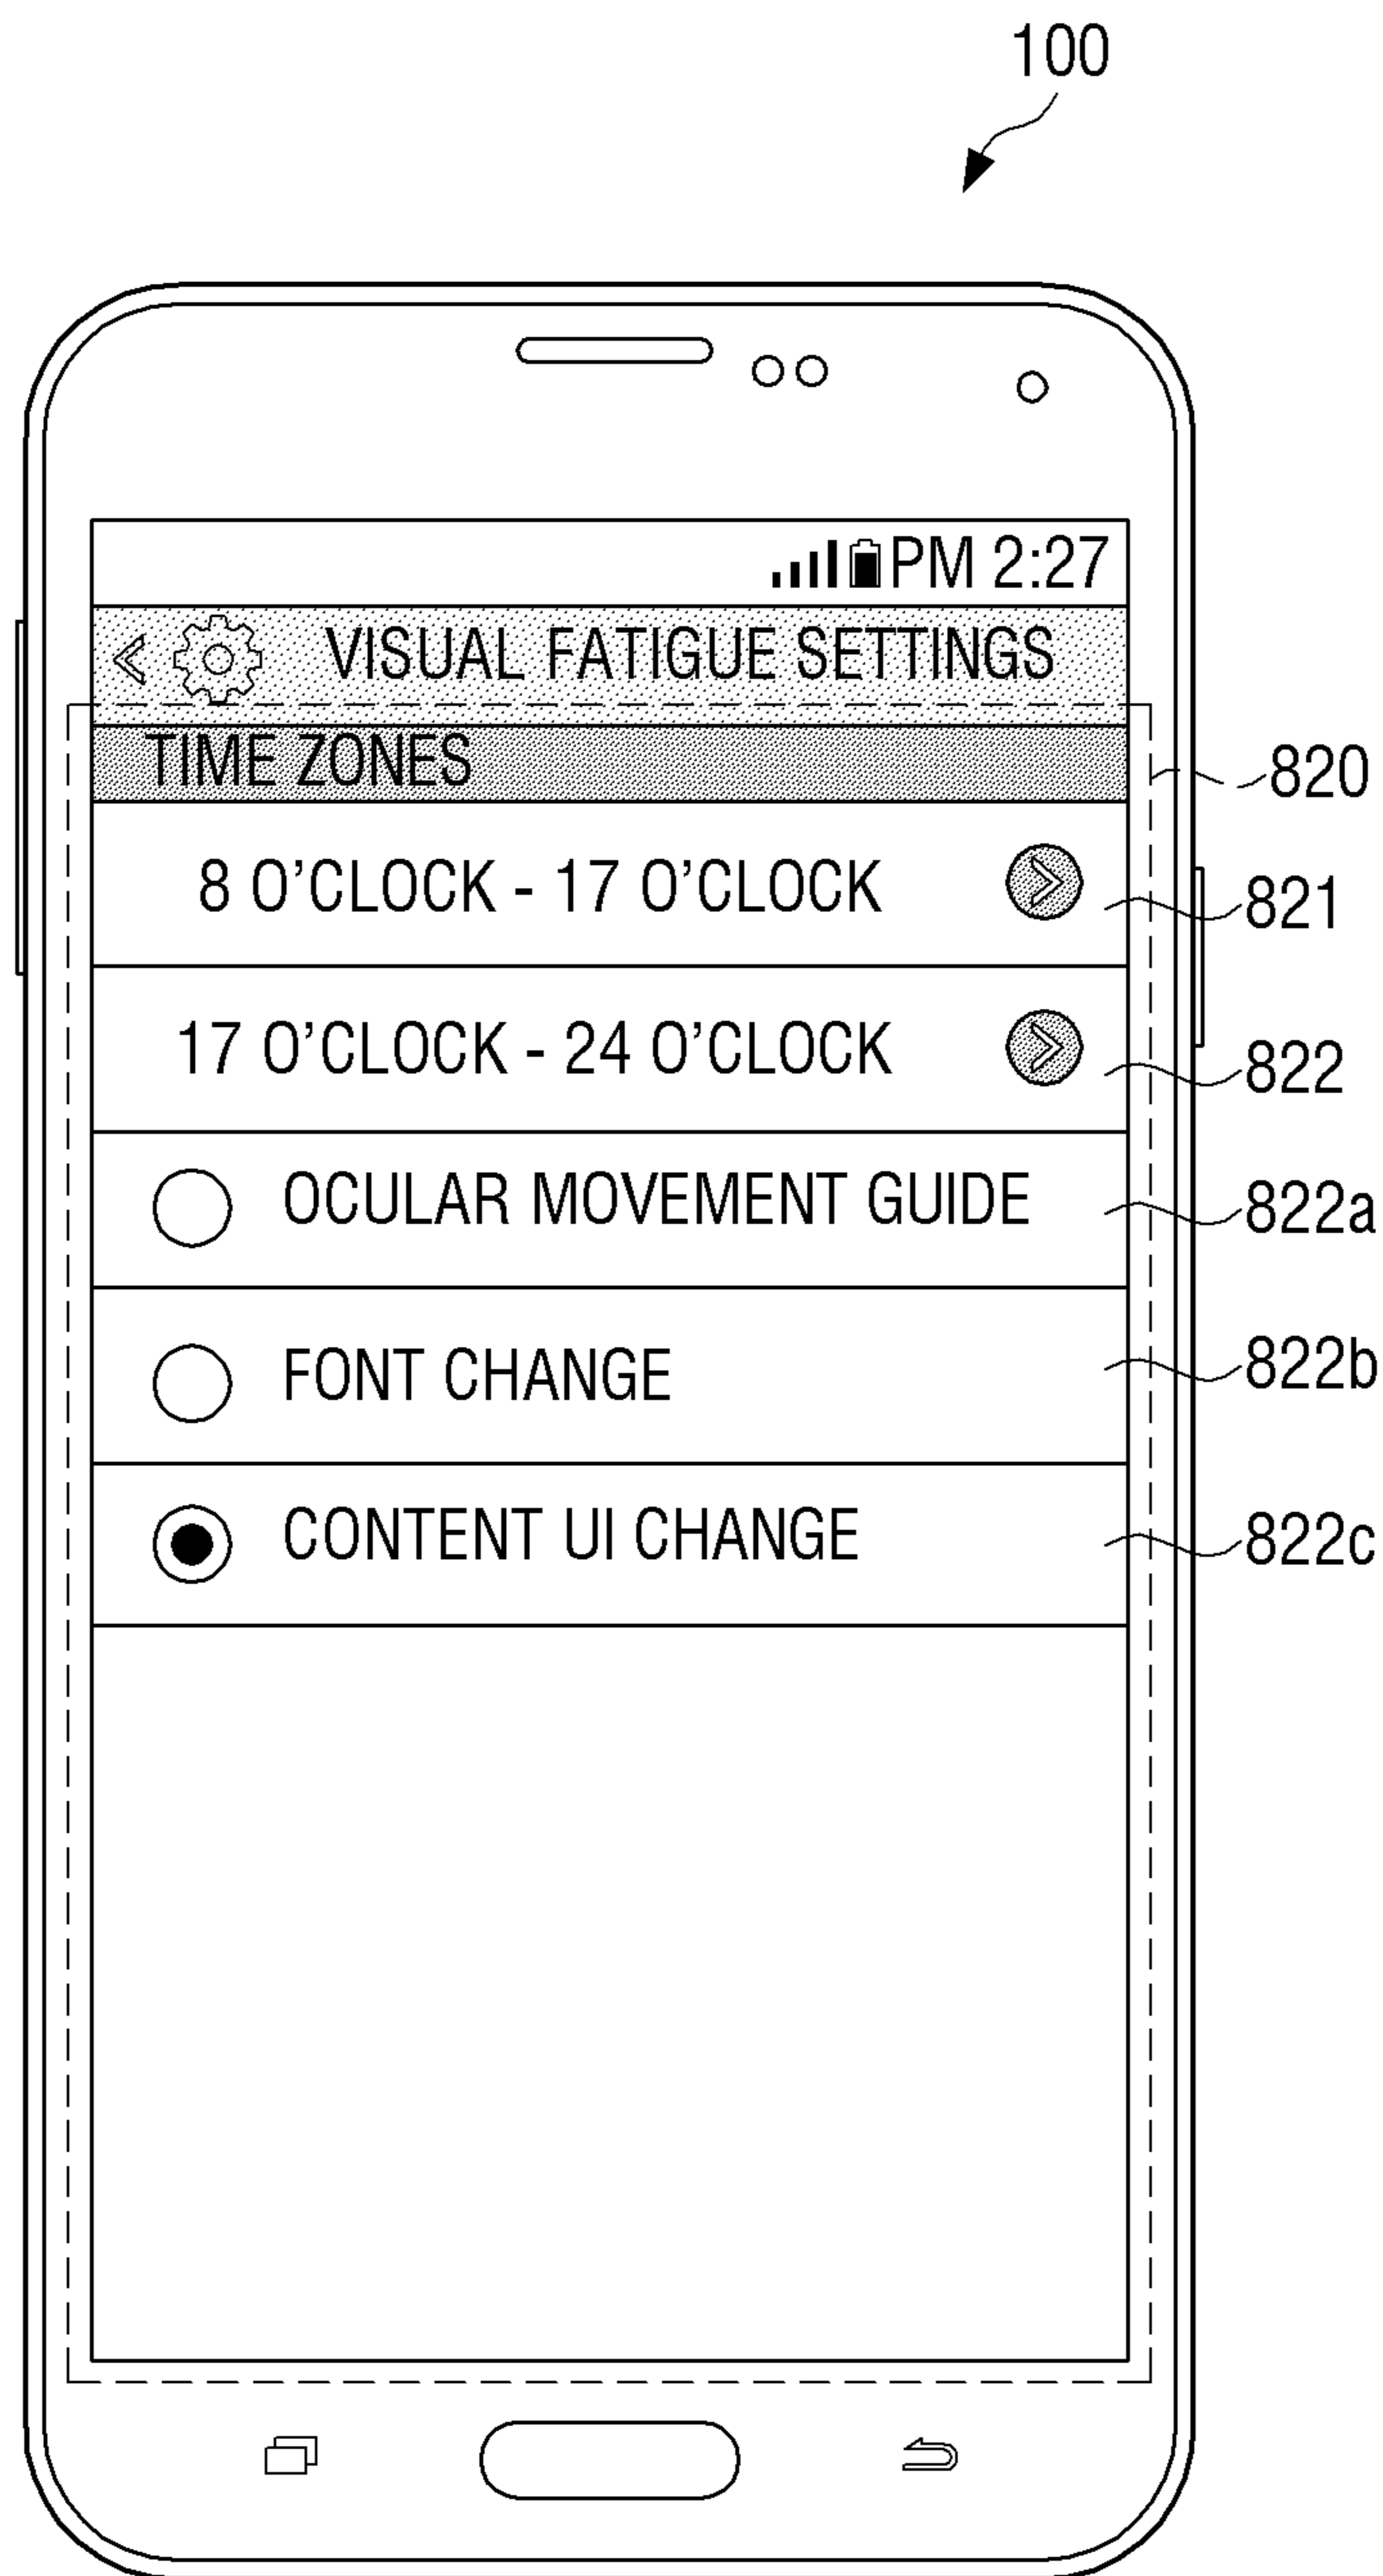 100
PM 2:27
VISUAL FATIGUE SETTINGS
TIME ZONES
820
8 O'CLOCK - 17 O'CLOCK
821
17 O'CLOCK - 24 O'CLOCK
822
OCULAR MOVEMENT GUIDE
822a
FONT CHANGE
822b
CONTENT UI CHANGE
822c